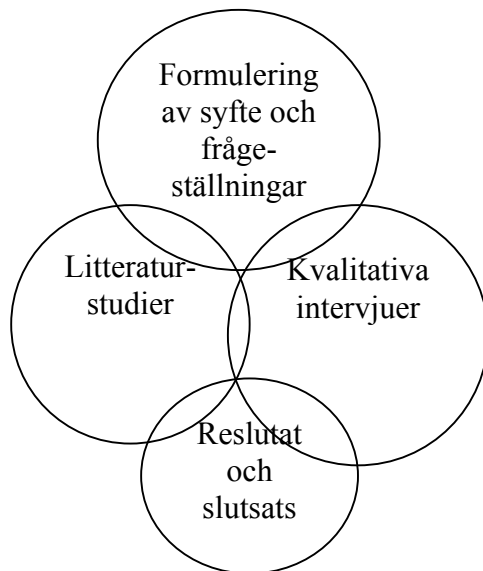 Formulering
av syfte och
fråge-
ställningar
Litteratur-
studier
Kvalitativa
intervjuer
Reslutat
och
slutsats